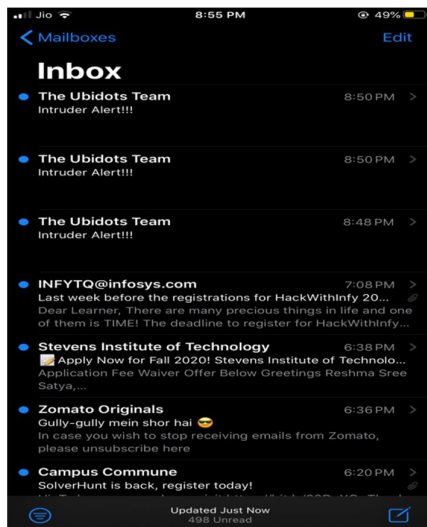 Jio 8:55 PM 49%
Mailboxes Edit
Inbox
The Ubidots Team 8:50 PM
Intruder Alert!!!
The Ubidots Team 8:50 PM
Intruder Alert!!!
The Ubidots Team 8:48 PM
Intruder Alert!!!
INFYTQ@infosys.com 7:08 PM
Last week before the registrations for HackWithInfy 20...
Dear Learner, There are many precious things in life and one
of them is TIME! The deadline to register for HackWithInfy...
Stevens Institute of Technology 6:38 PM
📝 Apply Now for Fall 2020! Stevens Institute of Technolo...
Application Fee Waiver Offer Below Greetings Reshma Sree
Satya,...
Zomato Originals 6:36 PM
Gully-gully mein shor hai 😎
In case you wish to stop receiving emails from Zomato,
please unsubscribe here
Campus Commune 6:20 PM
SolverHunt is back, register today!
Updated Just Now
498 Unread